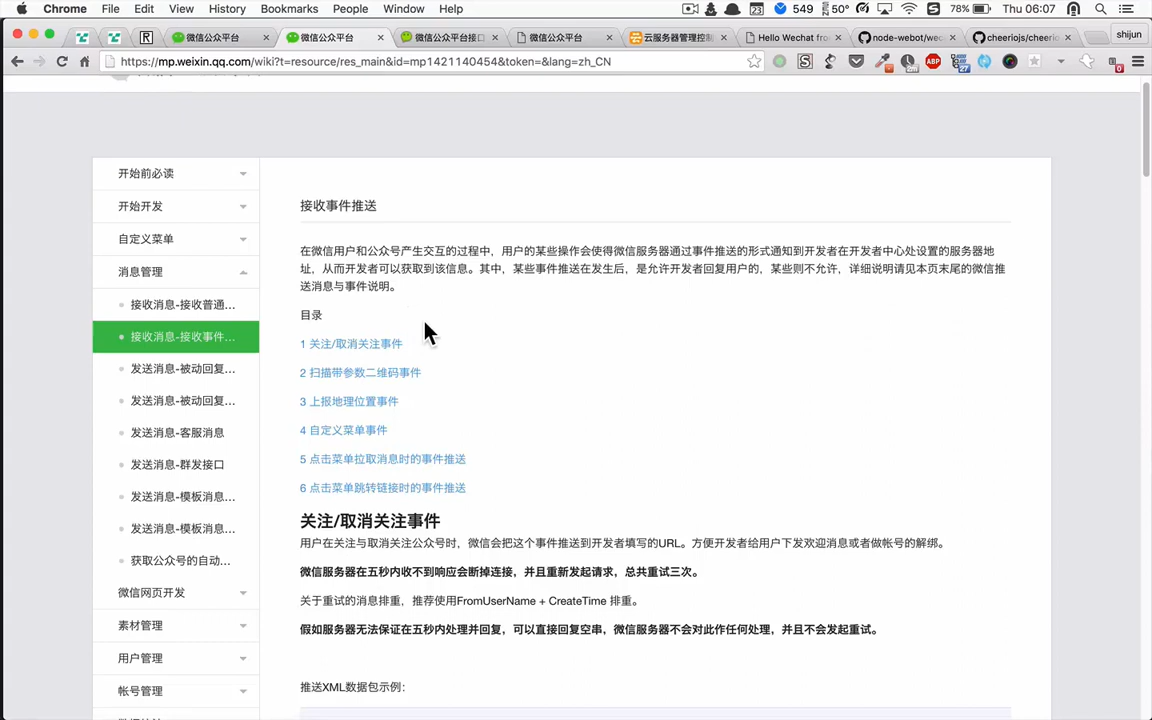 Chrome File Edit View History Bookmarks People Window Help 549 50° 78% Thu 06:07
微信公众平台 微信公众平台 微信公众平台接口 微信公众平台 云服务器管理控制 Hello Wechat from node-webot/wec cheeriojs/cheerio shijun
https://mp.weixin.qq.com/wiki?t=resource/res_main&id=mp1421140454&token=&lang=zh_CN
开始前必读
开始开发
自定义菜单
消息管理
接收消息-接收普通...
接收消息-接收事件...
发送消息-被动回复...
发送消息-被动回复...
发送消息-客服消息
发送消息-群发接口
发送消息-模板消息...
发送消息-模板消息...
获取公众号的自动...
微信网页开发
素材管理
用户管理
帐号管理
接收事件推送
在微信用户和公众号产生交互的过程中，用户的某些操作会使得微信服务器通过事件推送的形式通知到开发者在开发者中心处设置的服务器地
址，从而开发者可以获取到该信息。其中，某些事件推送在发生后，是允许开发者回复用户的，某些则不允许，详细说明请见本页末尾的微信推
送消息与事件说明。
目录
1 关注/取消关注事件
2 扫描带参数二维码事件
3 上报地理位置事件
4 自定义菜单事件
5 点击菜单拉取消息时的事件推送
6 点击菜单跳转链接时的事件推送
关注/取消关注事件
用户在关注与取消关注公众号时，微信会把这个事件推送到开发者填写的URL。方便开发者给用户下发欢迎消息或者做帐号的解绑。
微信服务器在五秒内收不到响应会断掉连接，并且重新发起请求，总共重试三次。
关于重试的消息排重，推荐使用FromUserName + CreateTime 排重。
假如服务器无法保证在五秒内处理并回复，可以直接回复空串，微信服务器不会对此作任何处理，并且不会发起重试。
推送XML数据包示例：